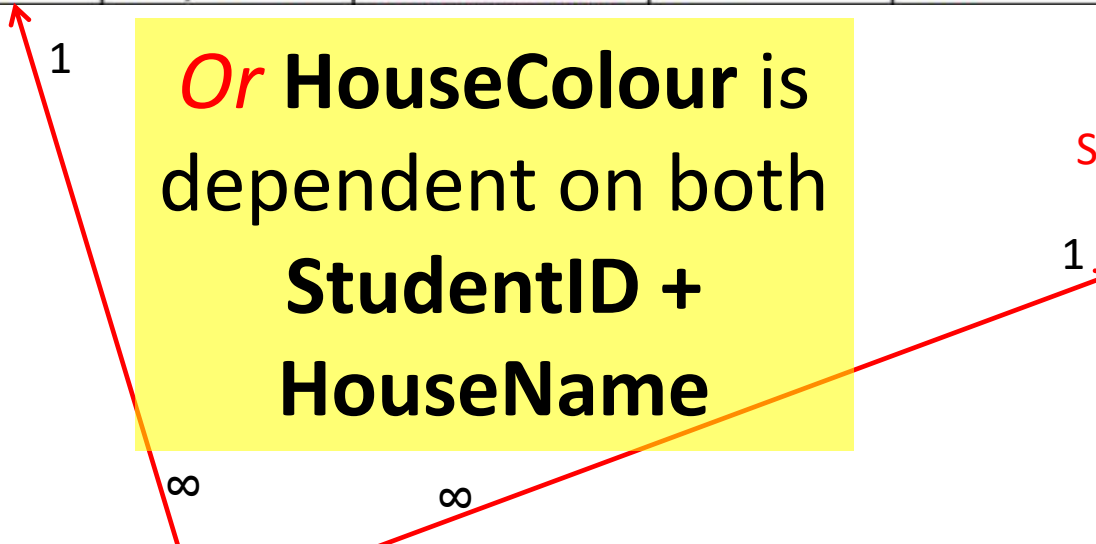 1
Or HouseColour is
dependent on both
S
StudentID +
1
HouseName
∞
∞